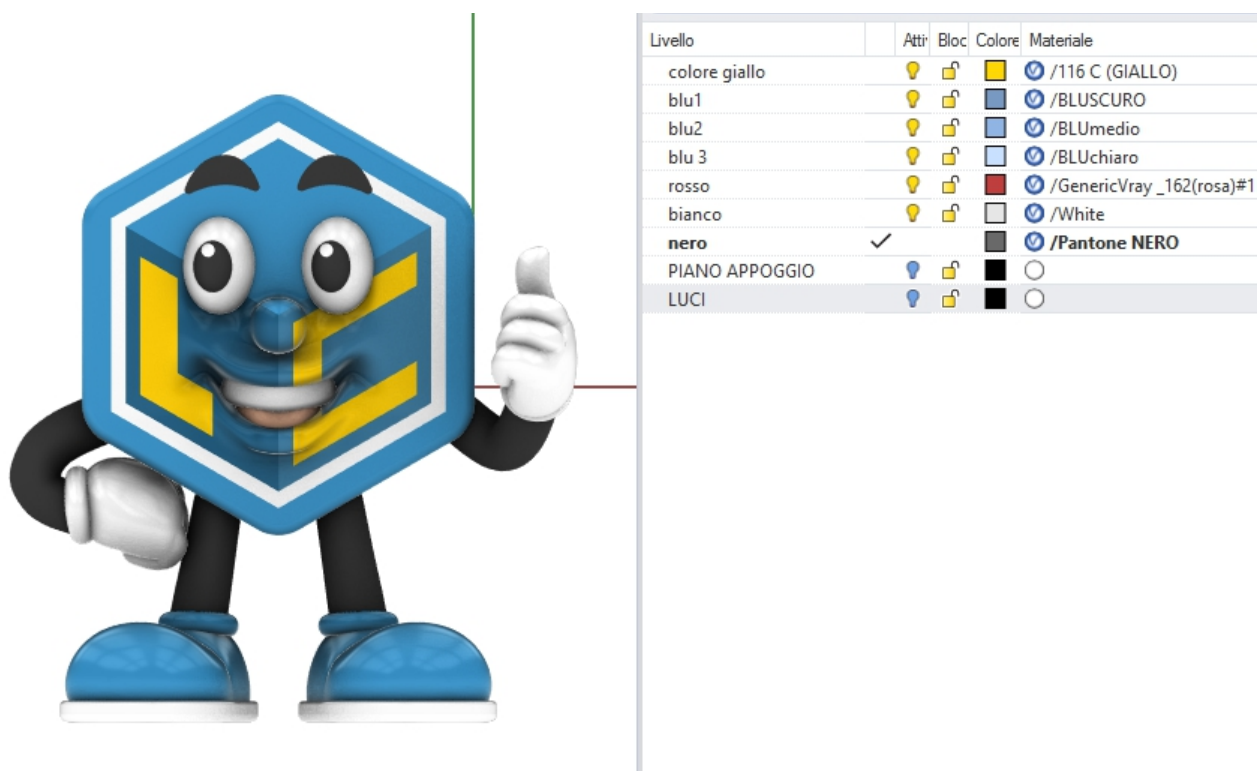 Livello Atti Bloc Colore Materiale
colore giallo /116 C (GIALLO)
blu1 /BLUSCURO
blu2 /BLUmedio
blu 3 /BLUchiaro
rosso /GenericVray _162(rosa)#1
bianco /White
nero /Pantone NERO
PIANO APPOGGIO
LUCI
LE